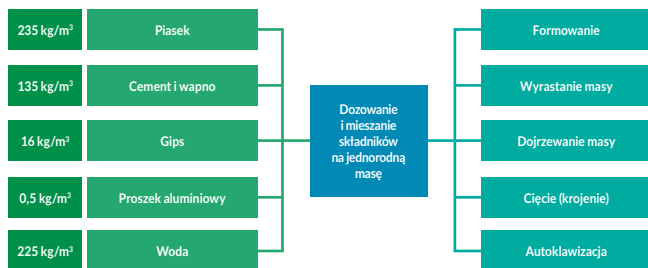 235 kg/m³
Piasek
135 kg/m³
Cement i wapno
16 kg/m³
Gips
0,5 kg/m³
Proszek aluminiowy
225 kg/m³
Woda
Dozowanie
i mieszanie
składników
na jednorodną
masę
Formowanie
Wyrastanie masy
Dojrzewanie masy
Cięcie (krojenie)
Autoklawizacja